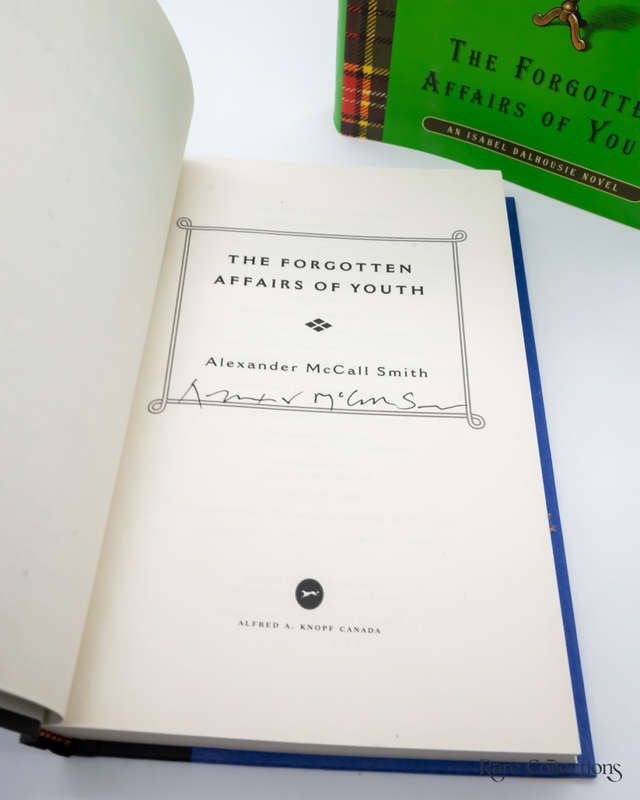 THE FORGOTTE
AFFAIRS OF YOU
AN ISABEL DALHOUSIE NOVEL
THE FORGOTTEN
AFFAIRS OF YOUTH
Alexander McCall Smith
ALFRED A. KNOPF CANADA
Rare Collections